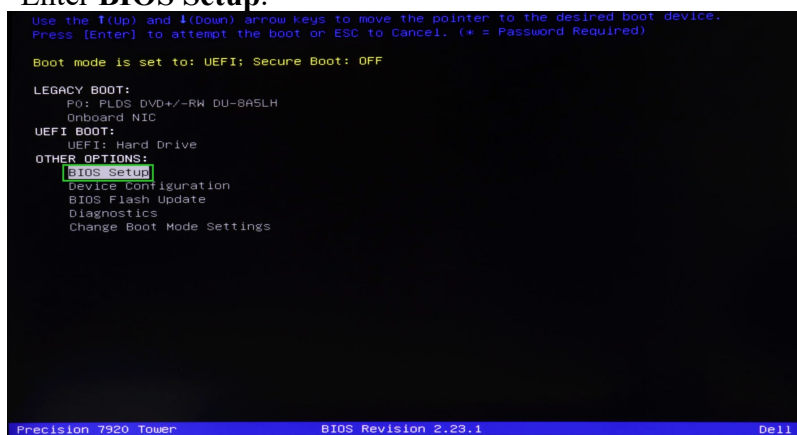 Enter BIOS Setup.
Use the ↑(Up) and ↓(Down) arrow keys to move the pointer to the desired boot device.
Press [Enter] to attempt the boot or ESC to Cancel. (* = Password Required)
Boot mode is set to: UEFI; Secure Boot: OFF
LEGACY BOOT:
P0: PLDS DVD+/-RW DU-8A5LH
Onboard NIC
UEFI BOOT:
UEFI: Hard Drive
OTHER OPTIONS:
BIOS Setup
Device Configuration
BIOS Flash Update
Diagnostics
Change Boot Mode Settings
Precision 7920 Tower BIOS Revision 2.23.1 Dell